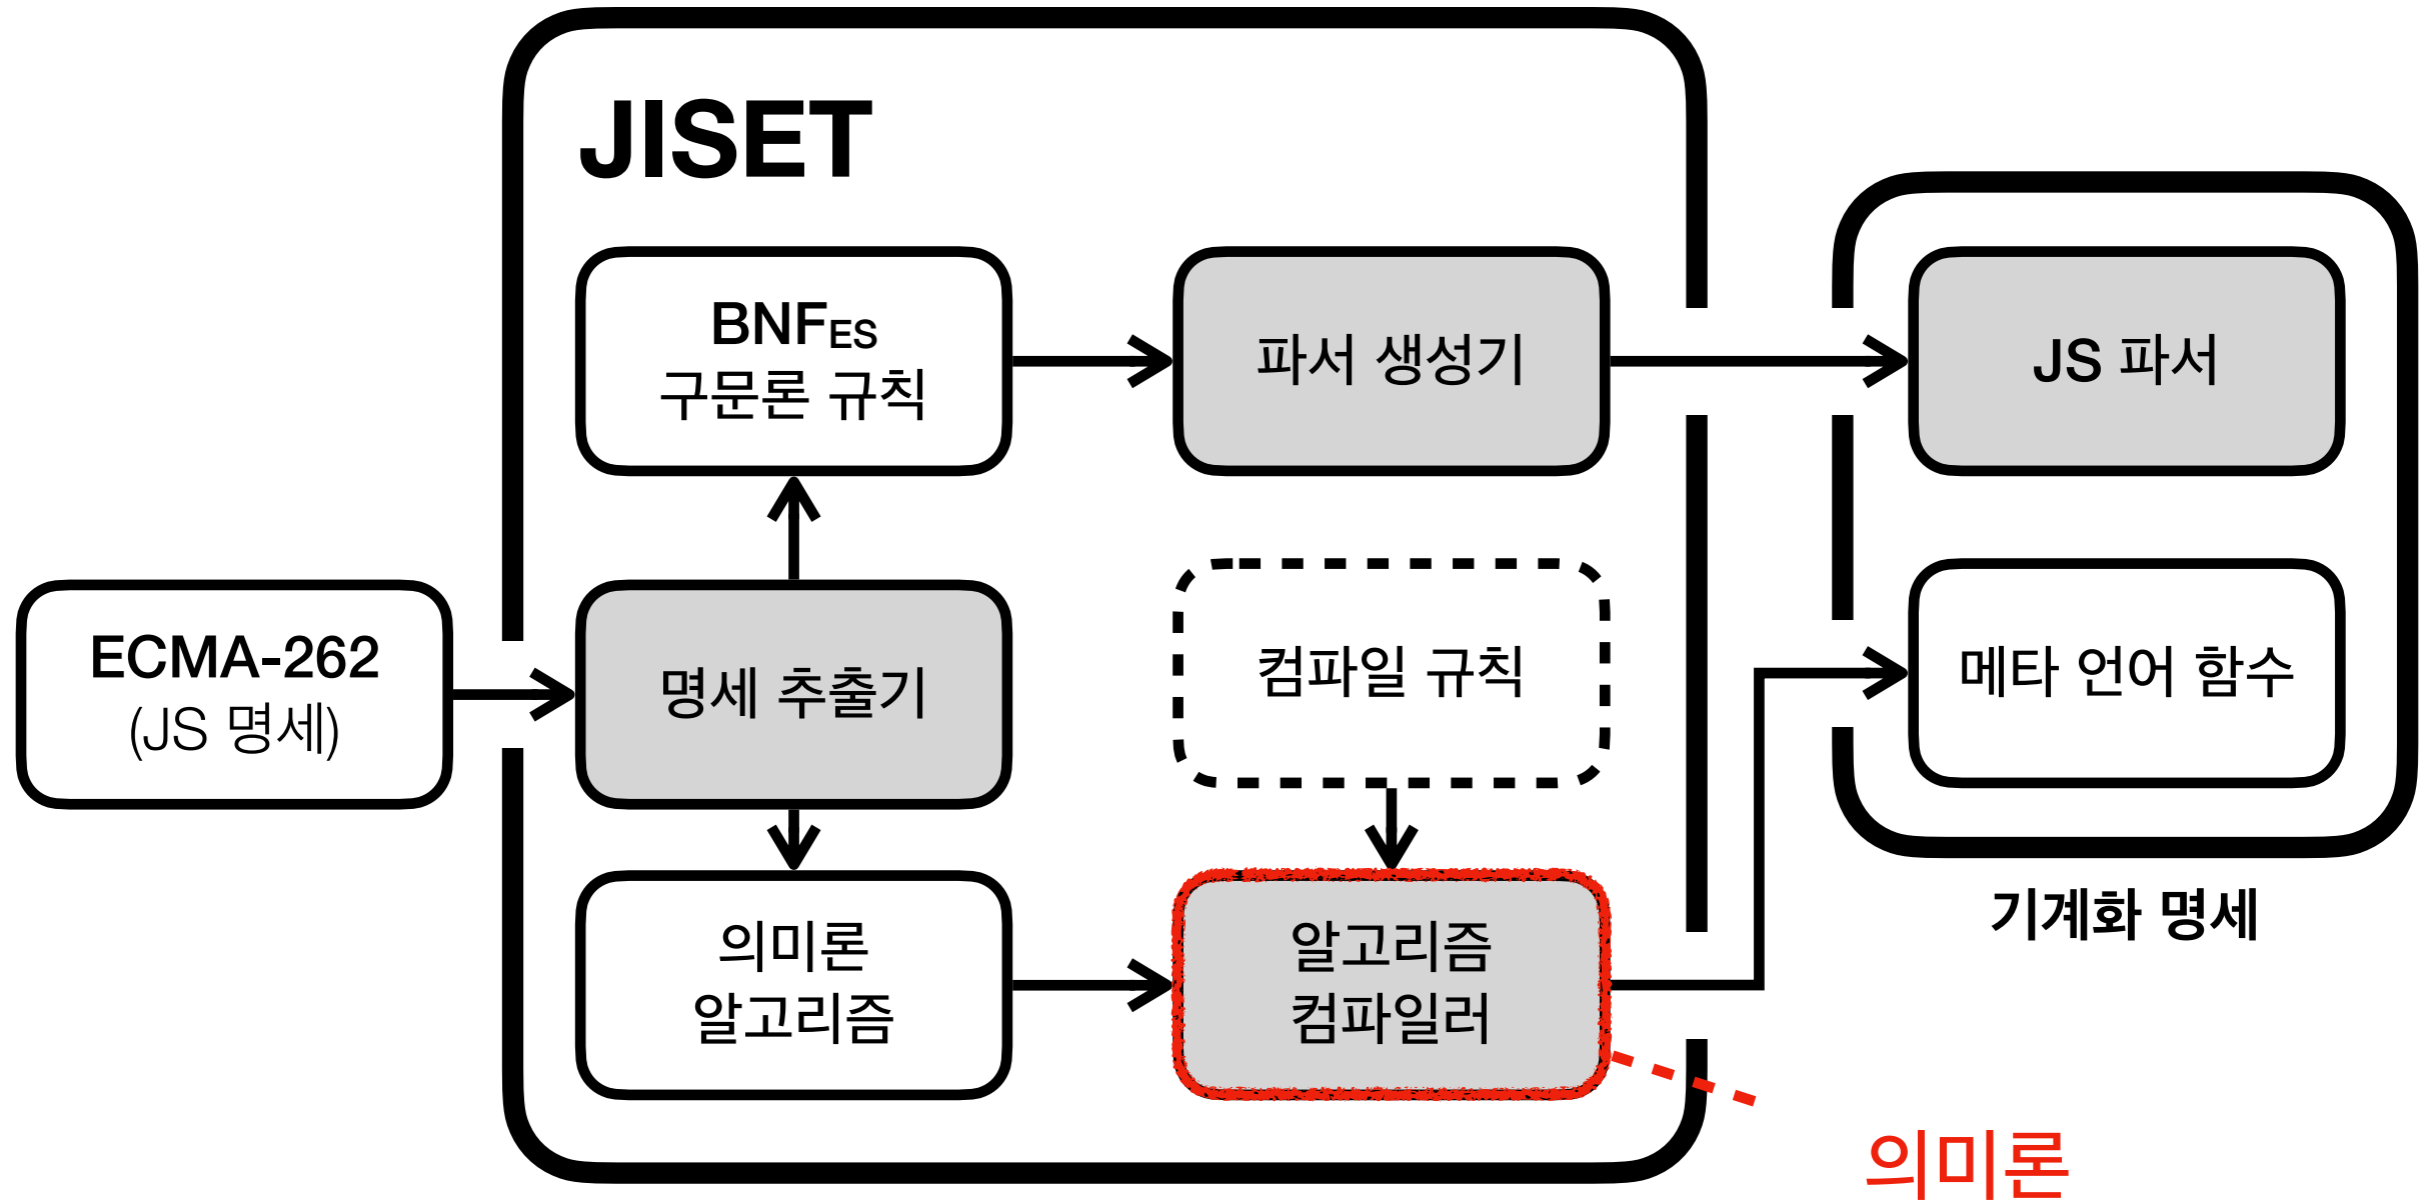 JISET
BNFES
구문론 규칙
파서 생성기
JS 파서
ECMA-262
(JS 명세)
명세 추출기
컴파일 규칙
메타 언어 함수
의미론
알고리즘
알고리즘
컴파일러
기계화 명세
의미론